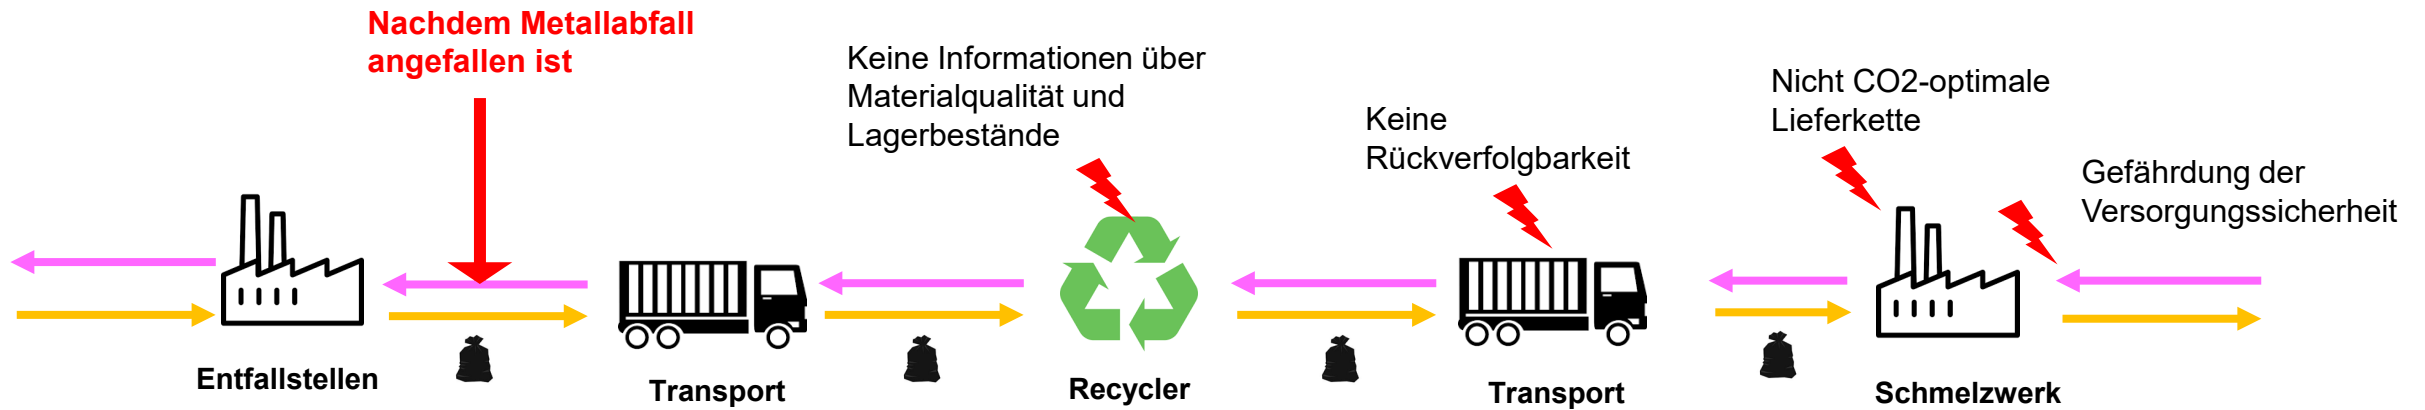 Nachdem Metallabfall
angefallen ist
Keine Informationen über
Materialqualität und
Lagerbestände
Keine
Rückverfolgbarkeit
Nicht CO2-optimale
Lieferkette
Gefährdung der
Versorgungssicherheit
Entfallstellen
Transport
Recycler
Transport
Schmelzwerk